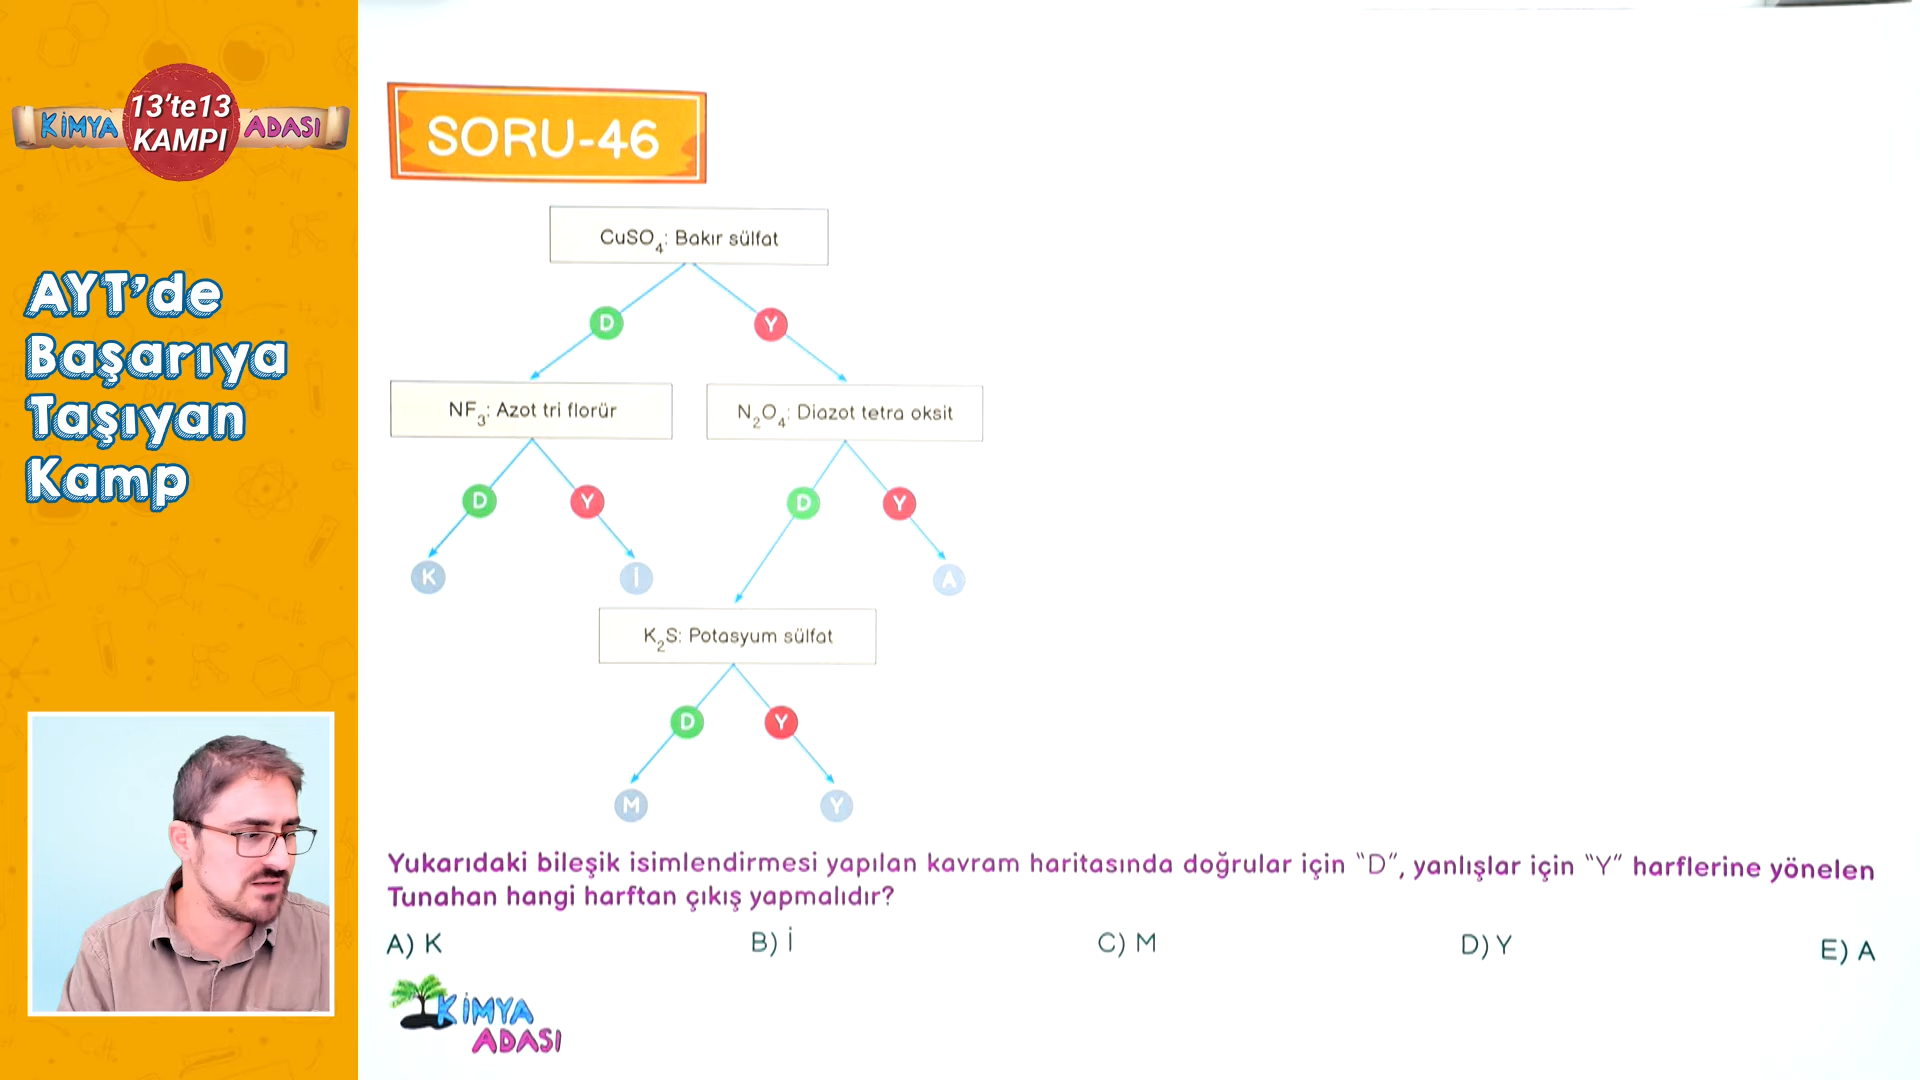 KİMYA 13'te13 KAMPI ADASI
AYT'de
Başarıya
Taşıyan
Kamp
SORU-46
CuSO4: Bakır sülfat
D Y
NF3: Azot tri florür
N2O4: Diazot tetra oksit
D Y D Y
K İ A
K2S: Potasyum sülfat
D Y
M Y
Yukarıdaki bileşik isimlendirmesi yapılan kavram haritasında doğrular için "D", yanlışlar için "Y" harflerine yönelen
Tunahan hangi harftan çıkış yapmalıdır?
A) K B) İ C) M D) Y E) A
KİMYA
ADASI